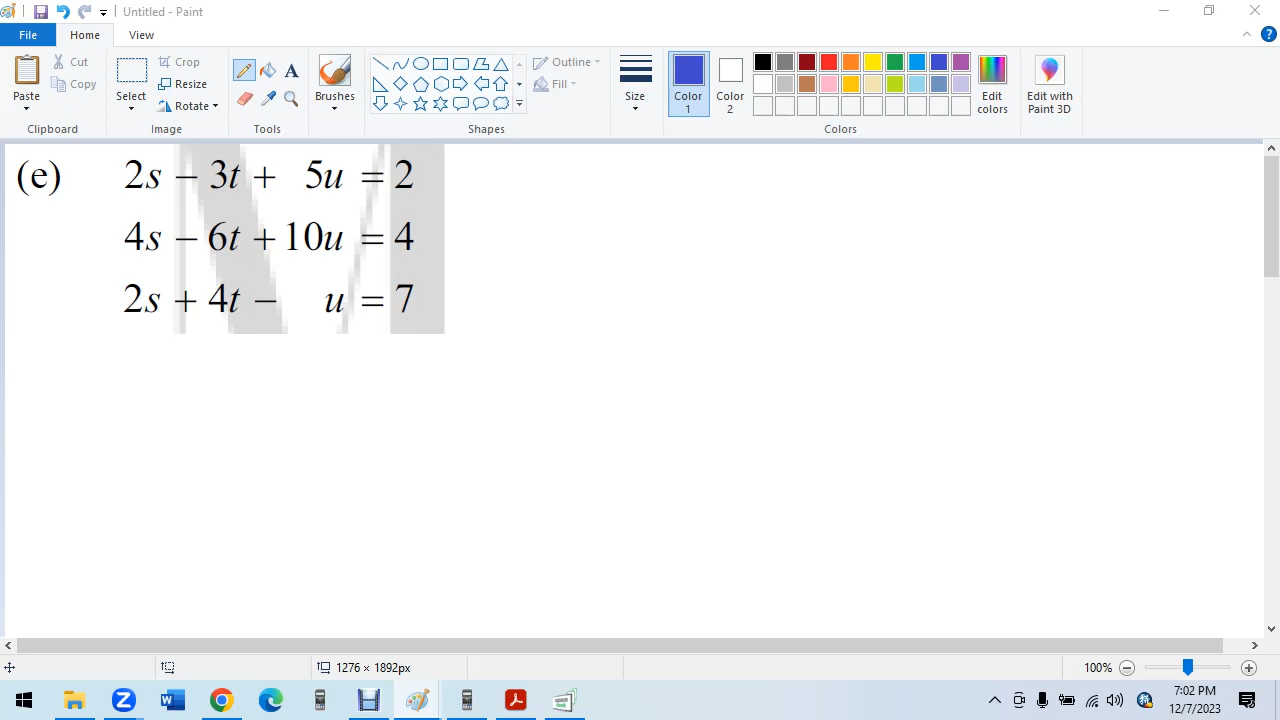 Untitled - Paint
File Home View
Paste Cut Copy
Select Crop Resize Rotate
Brushes
Outline Fill
Size
Color 1 Color 2
Edit colors
Edit with Paint 3D
Clipboard Image Tools Shapes Colors
(e) 2s − 3t + 5u = 2
4s − 6t + 10u = 4
2s + 4t − u = 7
1276 × 1892px 100%
7:02 PM
12/7/2023